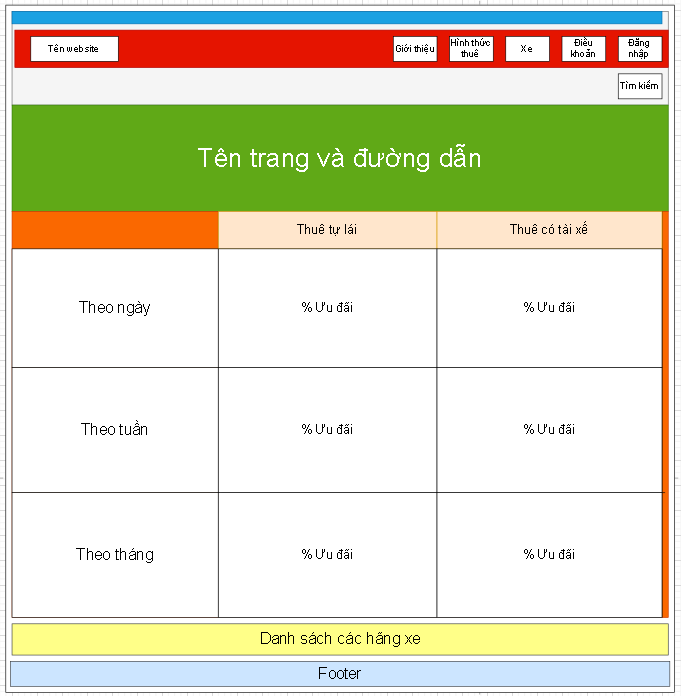 Tên website
Giới thiệu
Hình thức
thuê
Xe
Điều
khoản
Đăng
nhập
Tìm kiếm
Tên trang và đường dẫn
Thuê tự lái
Thuê có tài xế
Theo ngày
% Ưu đãi
% Ưu đãi
Theo tuần
% Ưu đãi
% Ưu đãi
Theo tháng
% Ưu đãi
% Ưu đãi
Danh sách các hãng xe
Footer